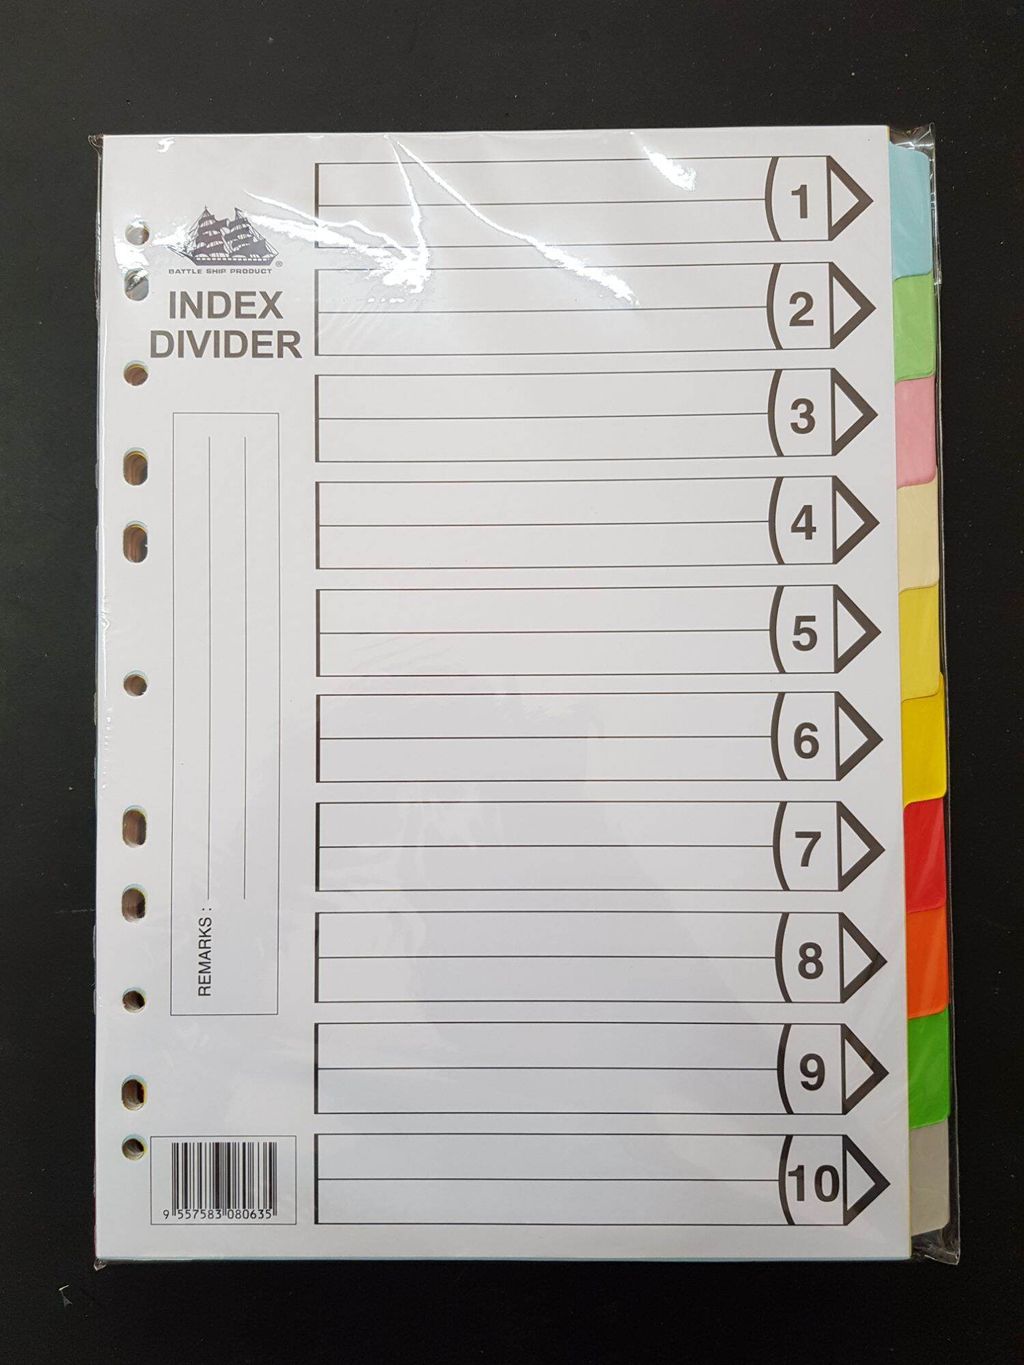 BATTLE SHIP PRODUCT ®
INDEX
DIVIDER
REMARKS :
1
2
3
4
5
6
7
8
9
10
9 557583 080635